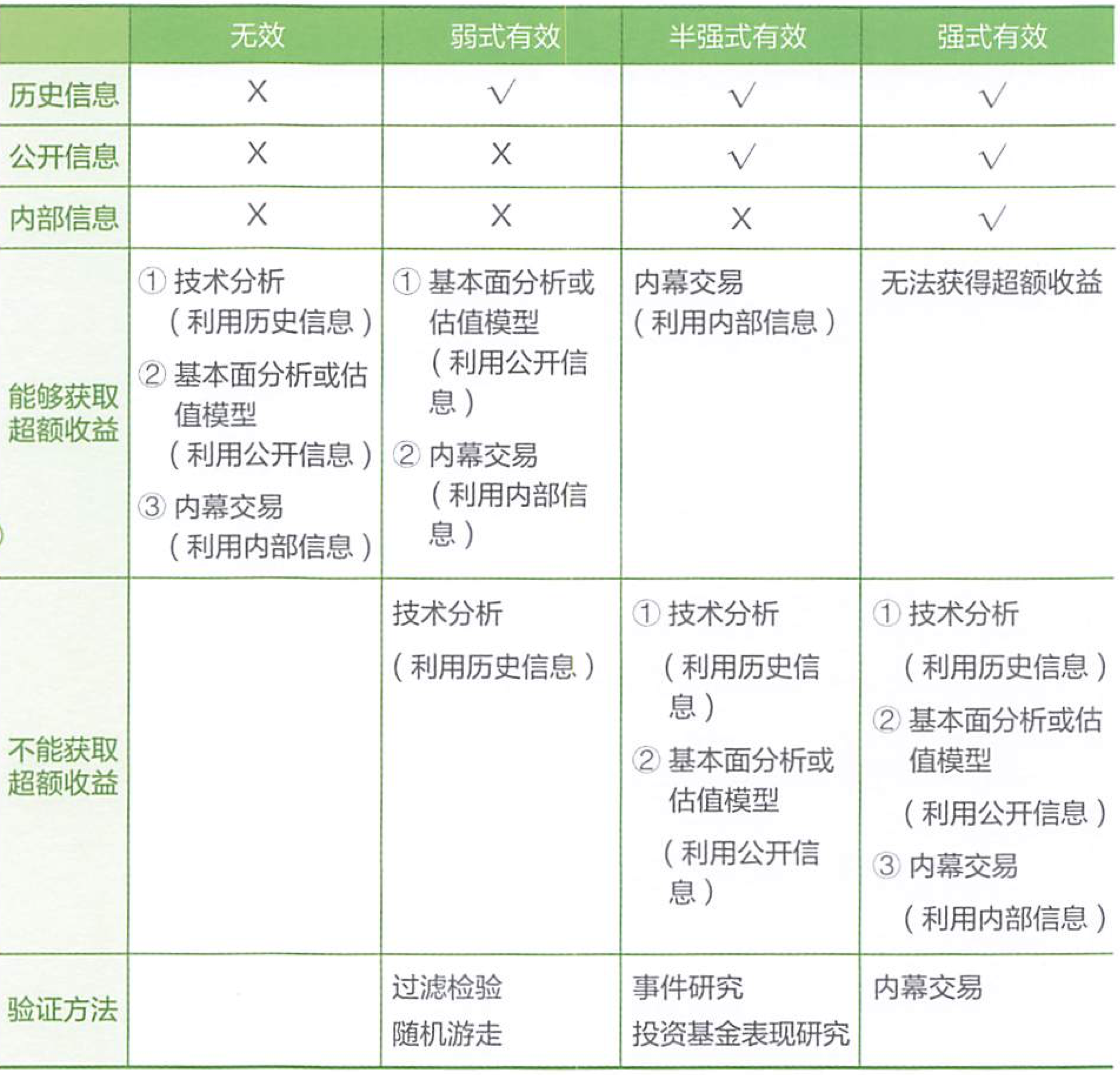 无效 弱式有效 半强式有效 强式有效
历史信息 X √ √ √
公开信息 X X √ √
内部信息 X X X √
能够获取
超额收益
① 技术分析
（利用历史信息）
② 基本面分析或估
值模型
（利用公开信息）
③ 内幕交易
（利用内部信息）
① 基本面分析或
估值模型
（利用公开信
息）
② 内幕交易
（利用内部信
息）
内幕交易
（利用内部信息）
无法获得超额收益
不能获取
超额收益
技术分析
（利用历史信息）
① 技术分析
（利用历史信
息）
② 基本面分析或
估值模型
（利用公开信
息）
① 技术分析
（利用历史信息）
② 基本面分析或估
值模型
（利用公开信息）
③ 内幕交易
（利用内部信息）
验证方法
过滤检验
随机游走
事件研究
投资基金表现研究
内幕交易